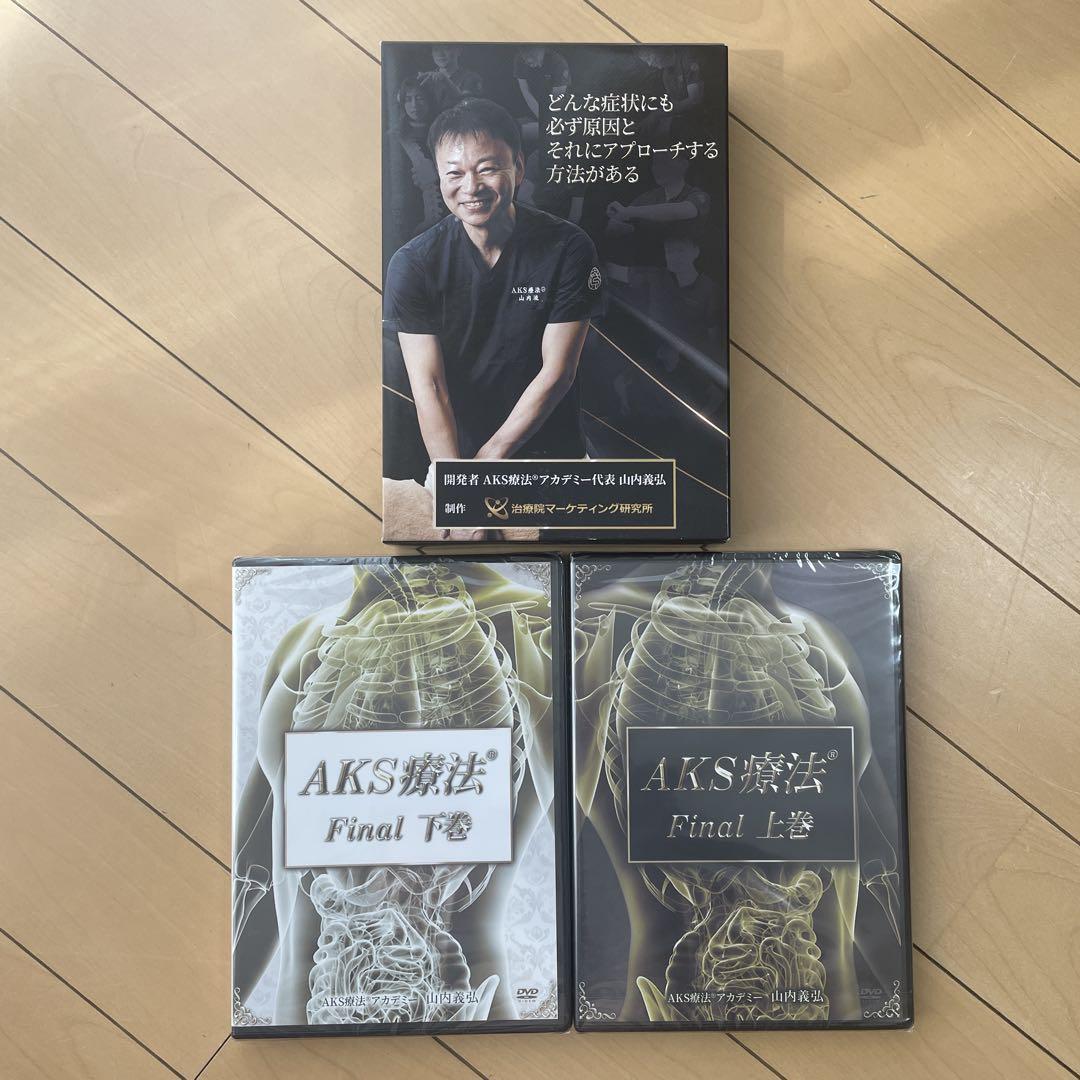 どんな症状にも
必ず原因と
それにアプローチする
方法がある
AKS療法®
山内流
開発者 AKS療法®アカデミー代表 山内義弘
制作 治療院マーケティング研究所
AKS療法®
Final 下巻
AKS療法®アカデミー 山内義弘
DVD
VIDEO
AKS療法®
Final 上巻
AKS療法®アカデミー 山内義弘
DVD